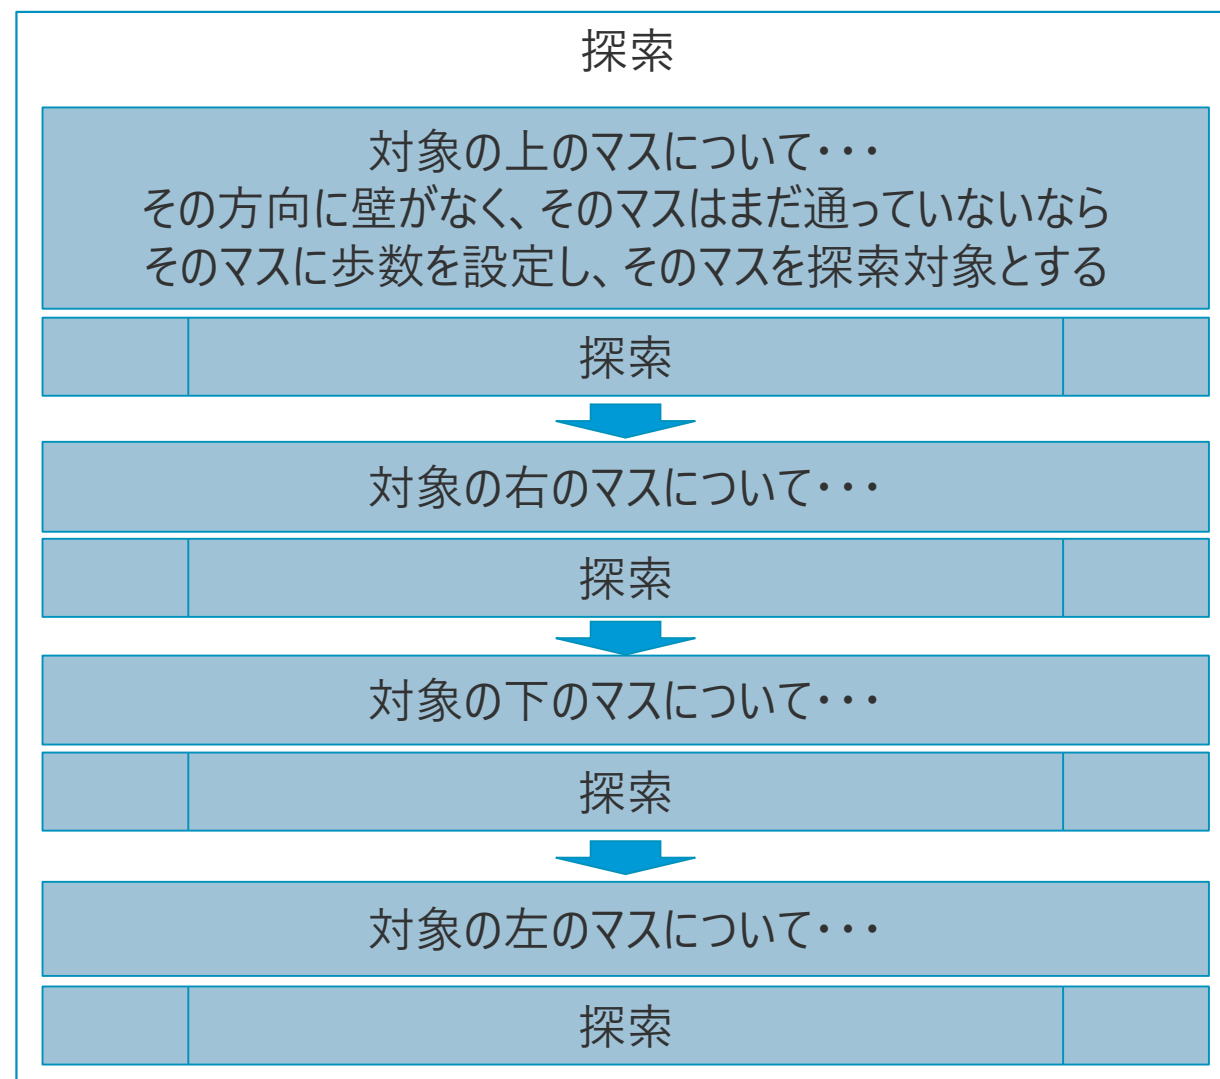 探索
対象の上のマスについて・・・
その方向に壁がなく、そのマスはまだ通っていないなら
そのマスに歩数を設定し、そのマスを探索対象とする
探索
対象の右のマスについて・・・
探索
対象の下のマスについて・・・
探索
対象の左のマスについて・・・
探索